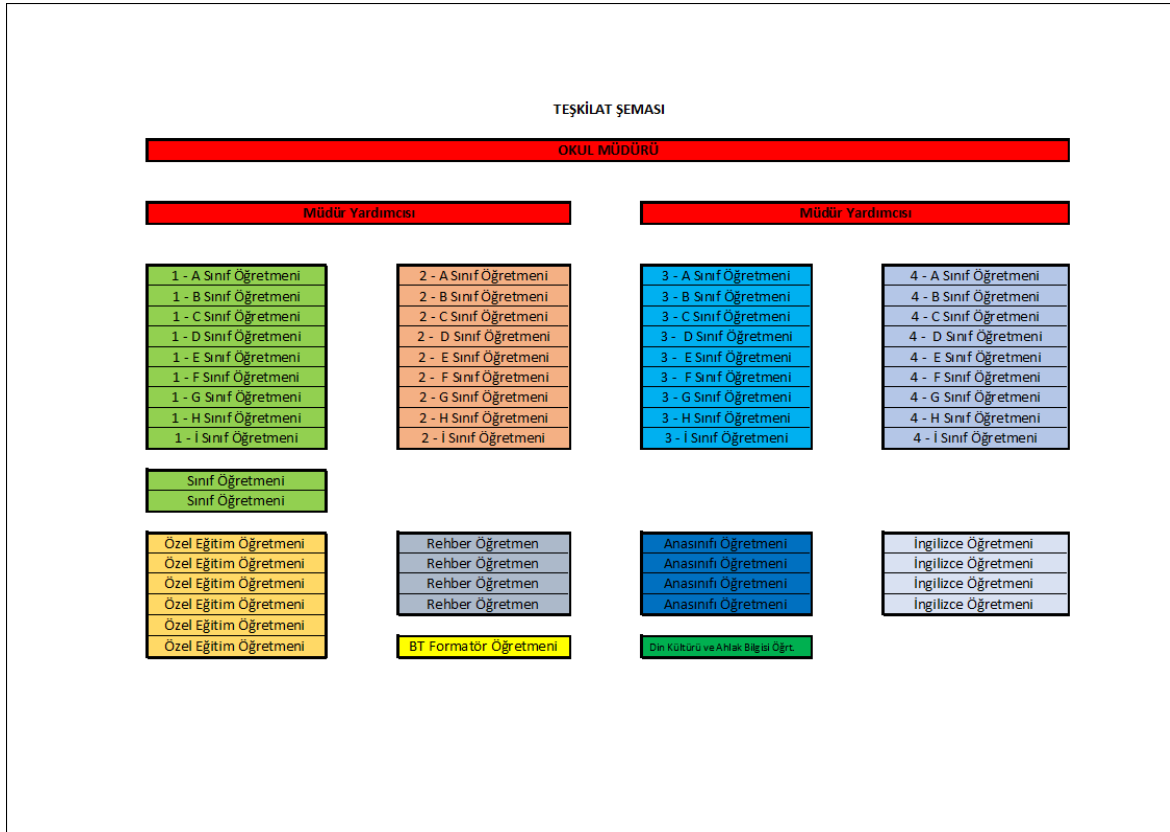 TEŞKİLAT ŞEMASI
OKUL MÜDÜRÜ
Müdür Yardımcısı
Müdür Yardımcısı
1 - A Sınıf Öğretmeni
1 - B Sınıf Öğretmeni
1 - C Sınıf Öğretmeni
1 - D Sınıf Öğretmeni
1 - E Sınıf Öğretmeni
1 - F Sınıf Öğretmeni
1 - G Sınıf Öğretmeni
1 - H Sınıf Öğretmeni
1 - İ Sınıf Öğretmeni
2 - A Sınıf Öğretmeni
2 - B Sınıf Öğretmeni
2 - C Sınıf Öğretmeni
2 - D Sınıf Öğretmeni
2 - E Sınıf Öğretmeni
2 - F Sınıf Öğretmeni
2 - G Sınıf Öğretmeni
2 - H Sınıf Öğretmeni
2 - İ Sınıf Öğretmeni
3 - A Sınıf Öğretmeni
3 - B Sınıf Öğretmeni
3 - C Sınıf Öğretmeni
3 - D Sınıf Öğretmeni
3 - E Sınıf Öğretmeni
3 - F Sınıf Öğretmeni
3 - G Sınıf Öğretmeni
3 - H Sınıf Öğretmeni
3 - İ Sınıf Öğretmeni
4 - A Sınıf Öğretmeni
4 - B Sınıf Öğretmeni
4 - C Sınıf Öğretmeni
4 - D Sınıf Öğretmeni
4 - E Sınıf Öğretmeni
4 - F Sınıf Öğretmeni
4 - G Sınıf Öğretmeni
4 - H Sınıf Öğretmeni
4 - İ Sınıf Öğretmeni
Sınıf Öğretmeni
Sınıf Öğretmeni
Özel Eğitim Öğretmeni
Özel Eğitim Öğretmeni
Özel Eğitim Öğretmeni
Özel Eğitim Öğretmeni
Özel Eğitim Öğretmeni
Özel Eğitim Öğretmeni
Rehber Öğretmen
Rehber Öğretmen
Rehber Öğretmen
Rehber Öğretmen
BT Formatör Öğretmeni
Anasınıfı Öğretmeni
Anasınıfı Öğretmeni
Anasınıfı Öğretmeni
Anasınıfı Öğretmeni
Din Kültürü ve Ahlak Bilgisi Öğrt.
İngilizce Öğretmeni
İngilizce Öğretmeni
İngilizce Öğretmeni
İngilizce Öğretmeni